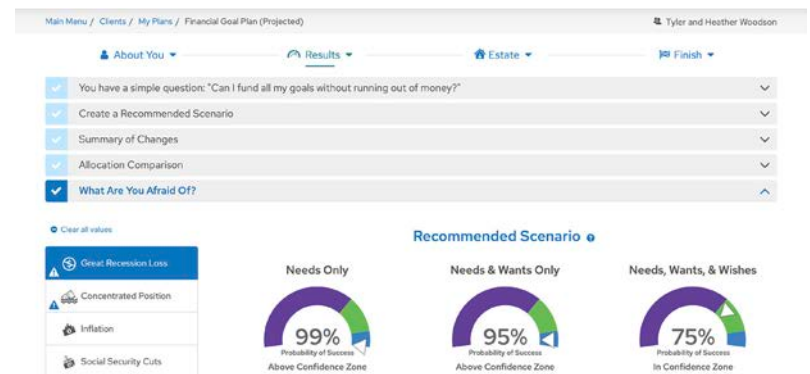 Main Menu / Clients / My Plans / Financial Goal Plan (Projected) Tyler and Heather Woodson
About You Results Estate Finish
You have a simple question: "Can I fund all my goals without running out of money?"
Create a Recommended Scenario
Summary of Changes
Allocation Comparison
What Are You Afraid Of?
Clear all values
Great Recession Loss
Concentrated Position
Inflation
Social Security Cuts
Recommended Scenario
Needs Only
99%
Probability of Success
Above Confidence Zone
Needs & Wants Only
95%
Probability of Success
Above Confidence Zone
Needs, Wants, & Wishes
75%
Probability of Success
In Confidence Zone